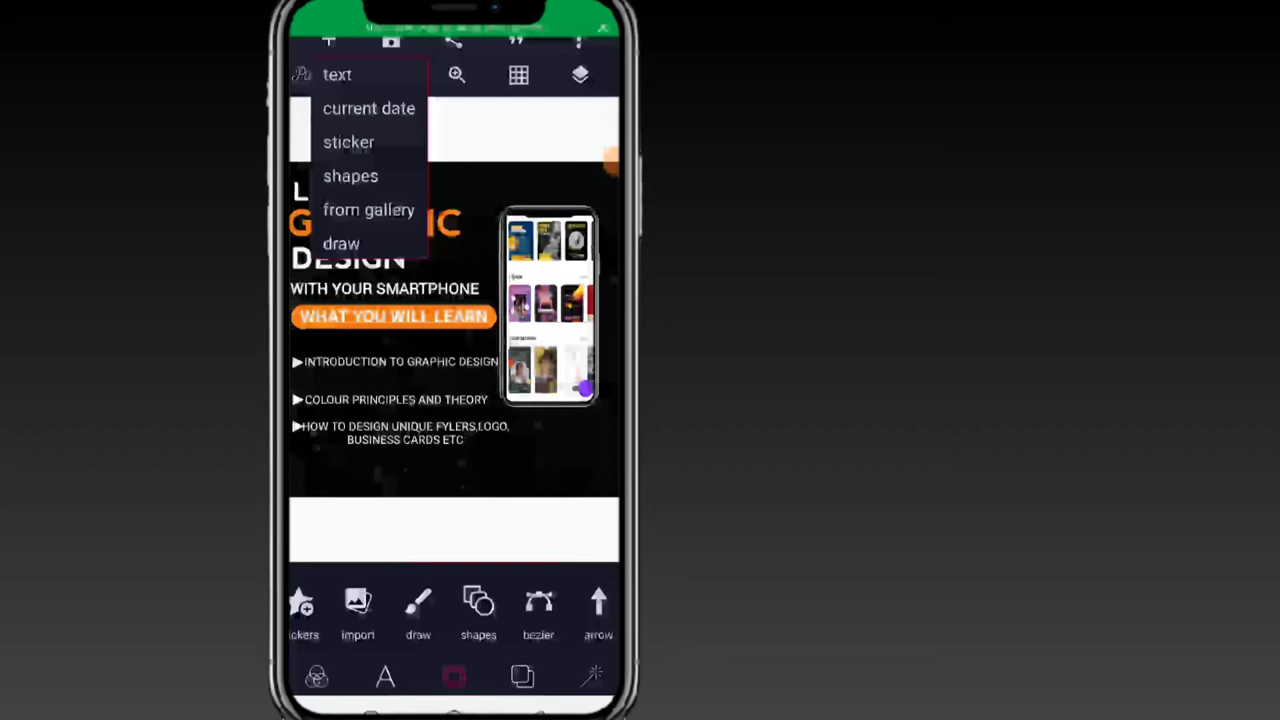 text
current date
sticker
shapes
from gallery
draw
L
G IC
DESIGN
WITH YOUR SMARTPHONE
WHAT YOU WILL LEARN
▶INTRODUCTION TO GRAPHIC DESIGN
▶COLOUR PRINCIPLES AND THEORY
▶HOW TO DESIGN UNIQUE FYLERS,LOGO,
BUSINESS CARDS ETC
ckers import draw shapes bezier arrow